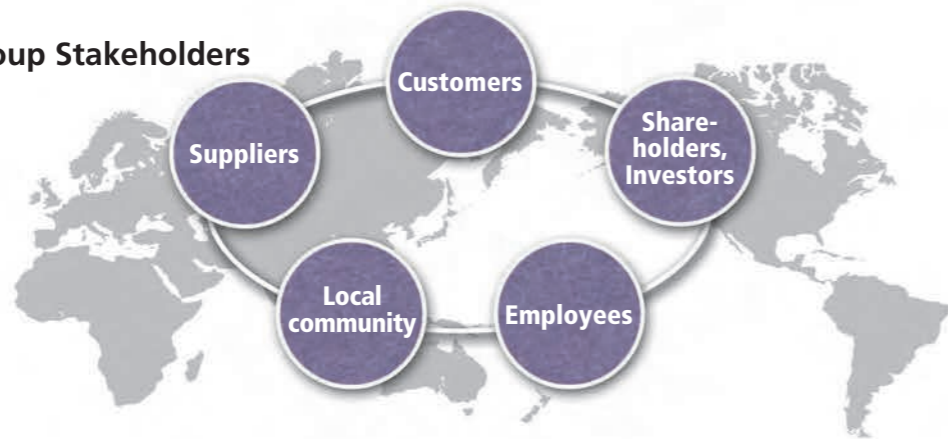 oup Stakeholders
Customers
Suppliers
Share-
holders,
Investors
Local
community
Employees